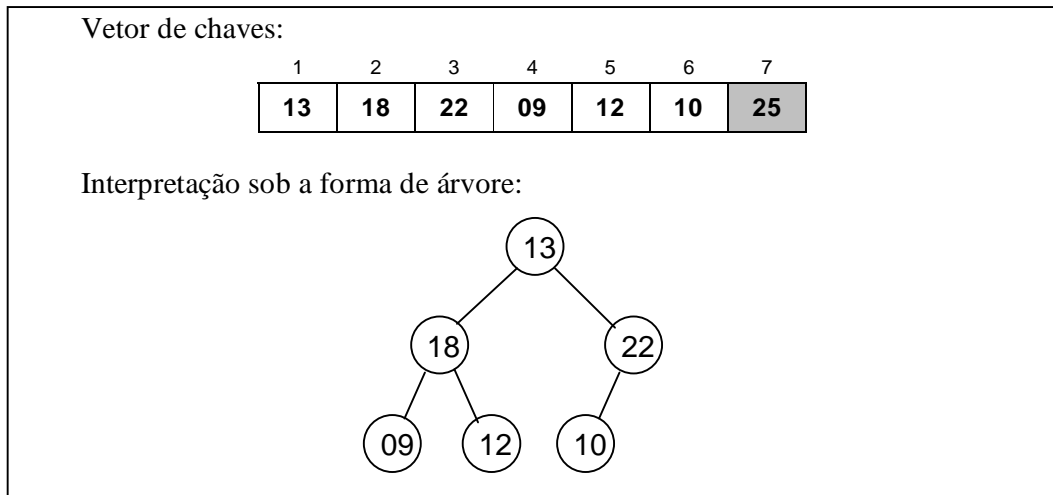 Vetor de chaves:
1 2 3 4 5 6 7
13 18 22 09 12 10 25
Interpretação sob a forma de árvore:
13
18 22
09 12 10